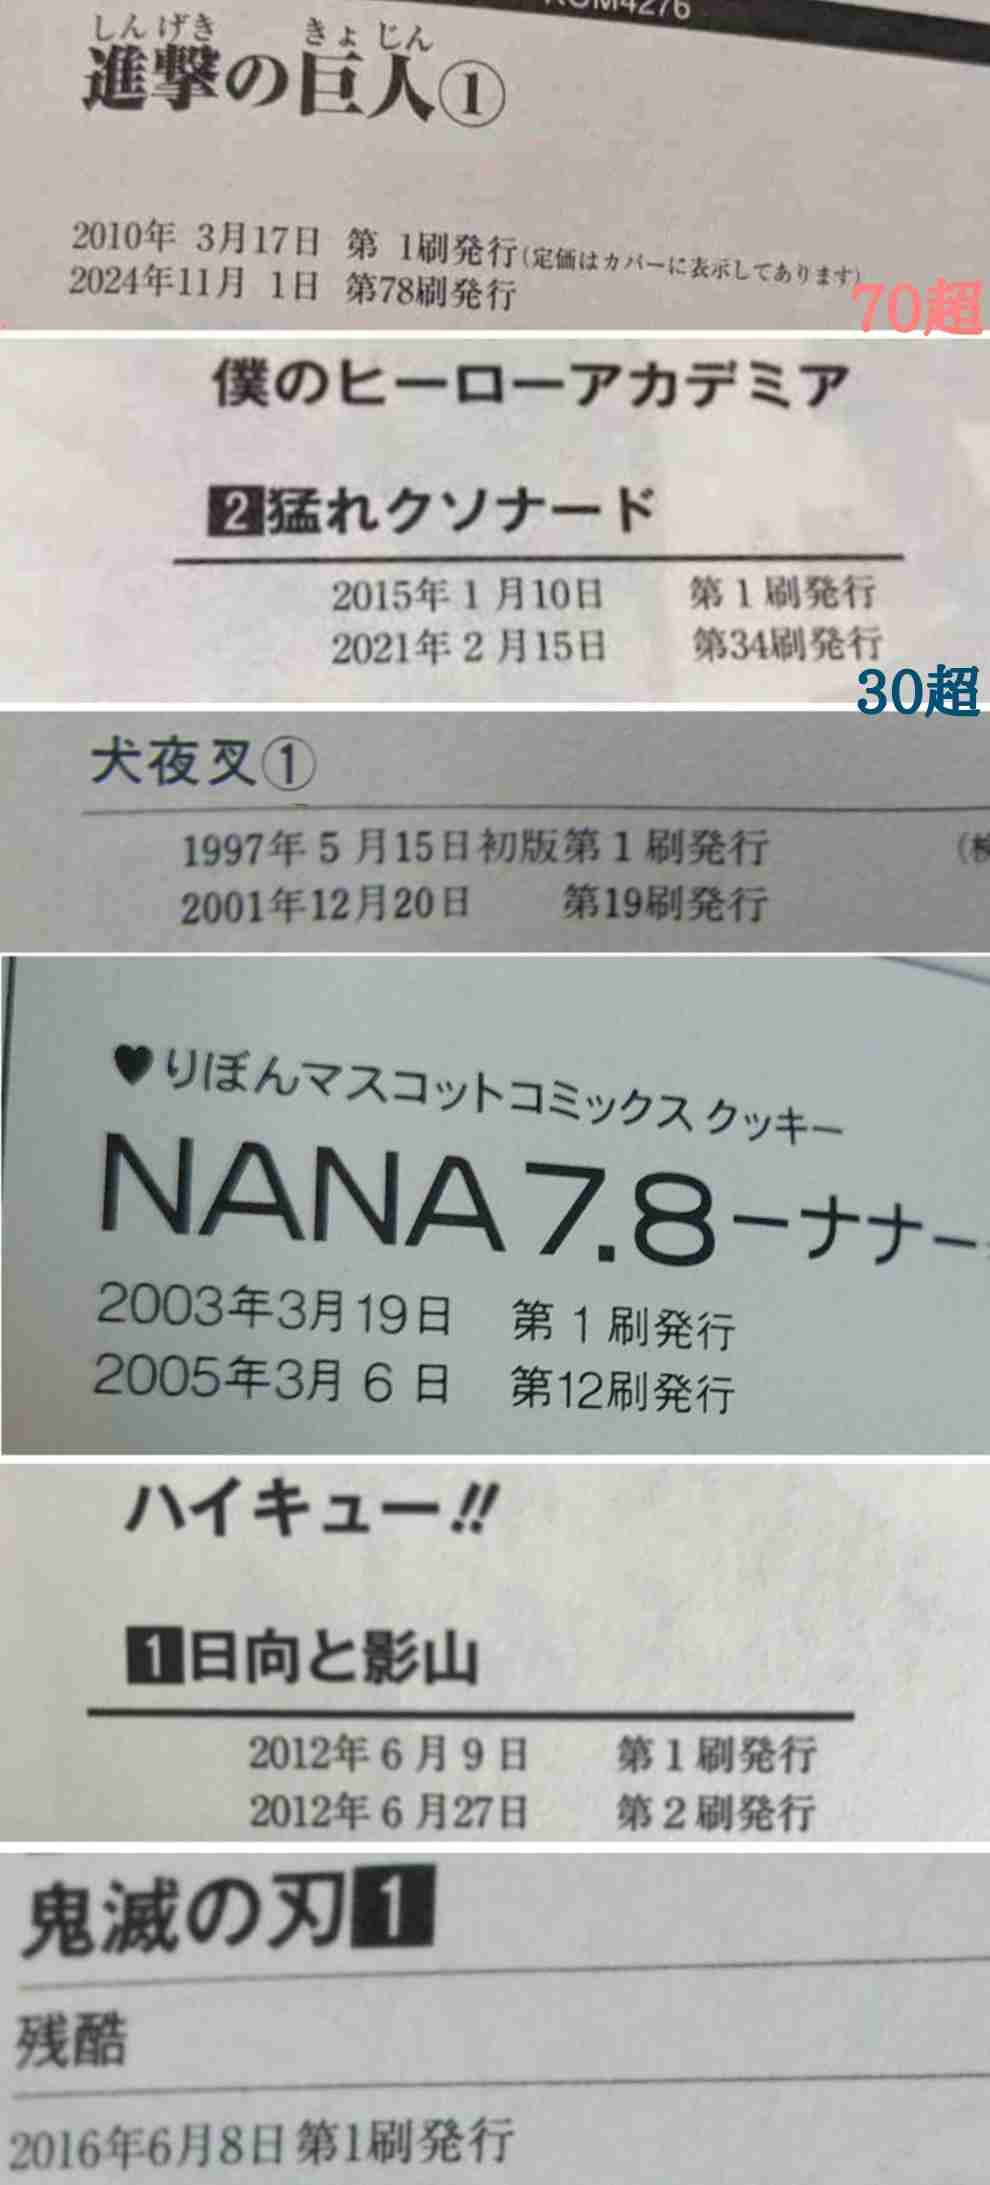 KCM4276
しんげき きょじん
進撃の巨人①
2010年 3月17日 第 1刷発行(定価はカバーに表示してあります)
2024年11月 1日 第78刷発行
70超
僕のヒーローアカデミア
2猛れクソナード
2015年1月10日 第1刷発行
2021年2月15日 第34刷発行
30超
犬夜叉①
1997年5月15日初版第1刷発行
2001年12月20日 第19刷発行
♥りぼんマスコットコミックス クッキー
NANA7.8ーナナー
2003年3月19日 第1刷発行
2005年3月6日 第12刷発行
ハイキュー!!
1日向と影山
2012年6月9日 第1刷発行
2012年6月27日 第2刷発行
鬼滅の刃1
残酷
2016年6月8日第1刷発行